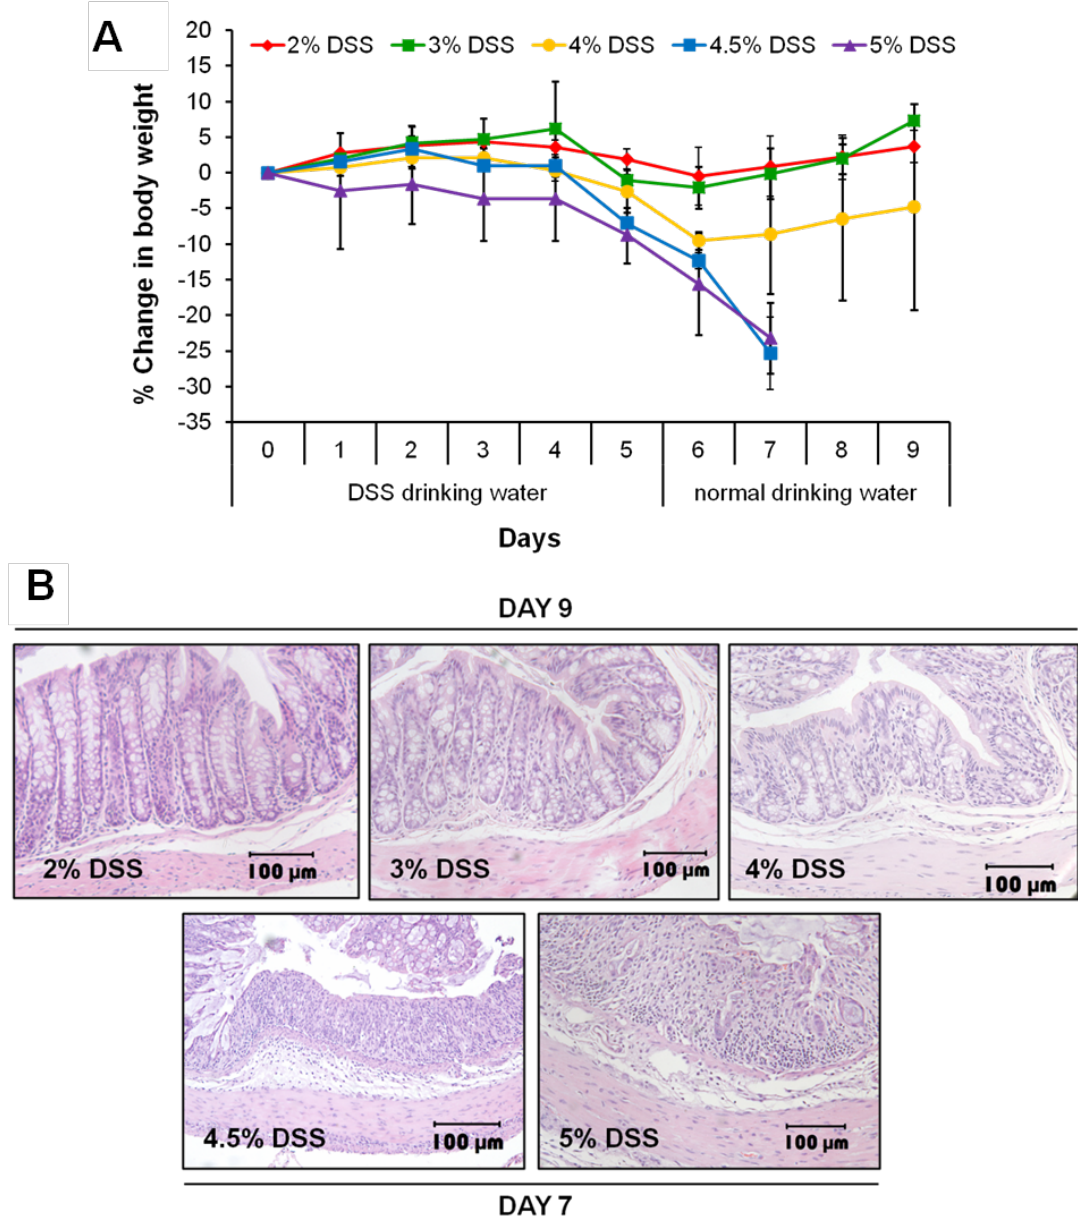 A
2% DSS 3% DSS 4% DSS 4.5% DSS 5% DSS
% Change in body weight
20
15
10
5
0
-5
-10
-15
-20
-25
-30
-35
0 1 2 3 4 5 6 7 8 9
DSS drinking water normal drinking water
Days
B
DAY 9
2% DSS 100 µm 3% DSS 100 µm 4% DSS 100 µm
4.5% DSS 100 µm 5% DSS 100 µm
DAY 7